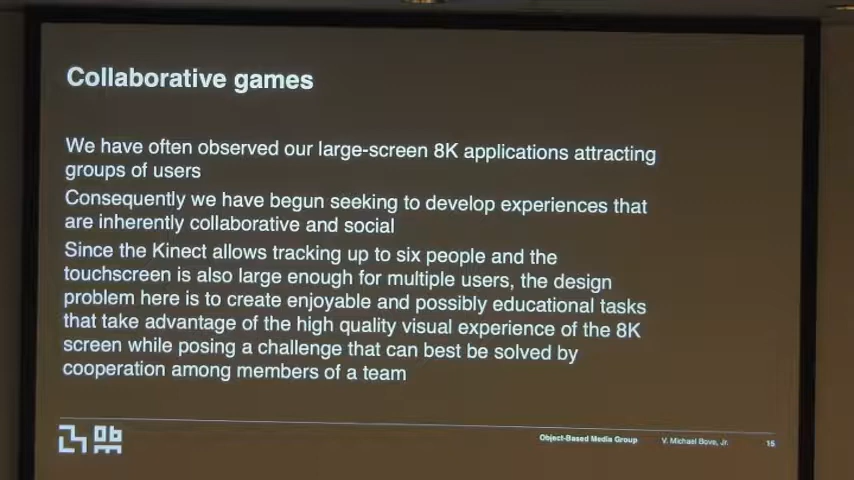 Collaborative games
We have often observed our large-screen 8K applications attracting
groups of users
Consequently we have begun seeking to develop experiences that
are inherently collaborative and social
Since the Kinect allows tracking up to six people and the
touchscreen is also large enough for multiple users, the design
problem here is to create enjoyable and possibly educational tasks
that take advantage of the high quality visual experience of the 8K
screen while posing a challenge that can best be solved by
cooperation among members of a team
Object-Based Media Group V. Michael Bove, Jr. 15